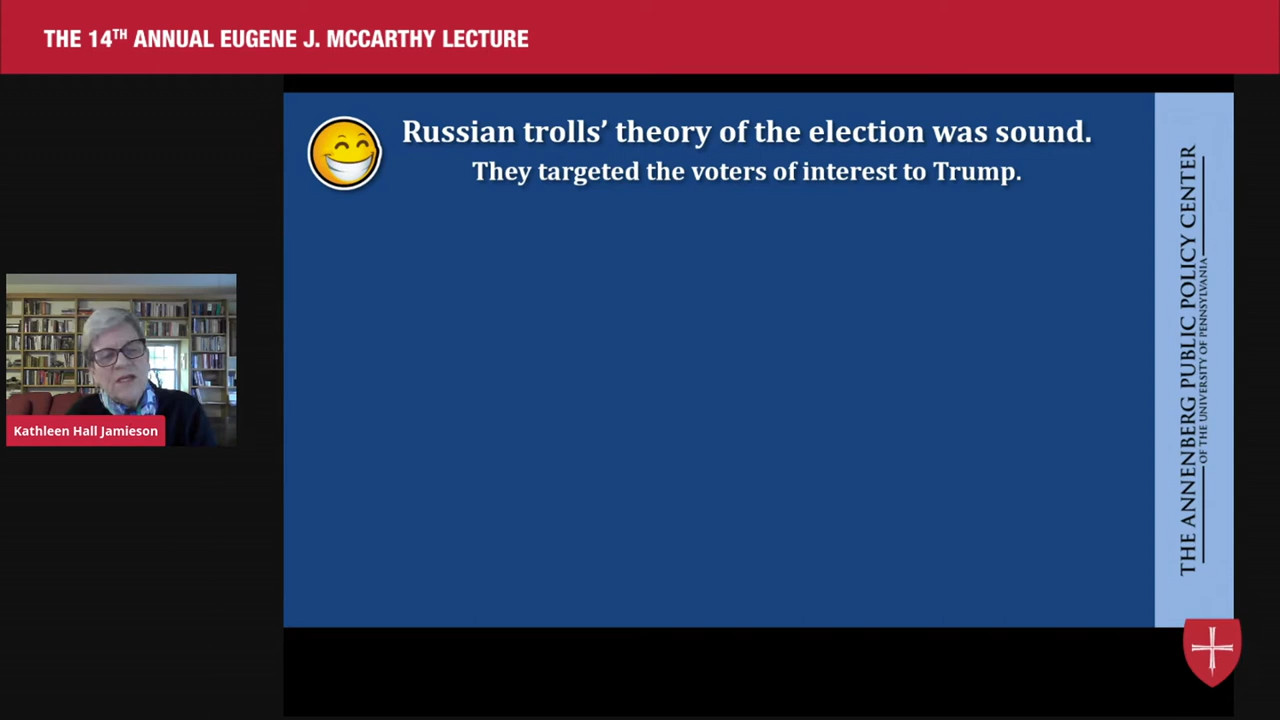 THE 14TH ANNUAL EUGENE J. MCCARTHY LECTURE
Russian trolls’ theory of the election was sound.
They targeted the voters of interest to Trump.
Kathleen Hall Jamieson
THE ANNENBERG PUBLIC POLICY CENTER
OF THE UNIVERSITY OF PENNSYLVANIA